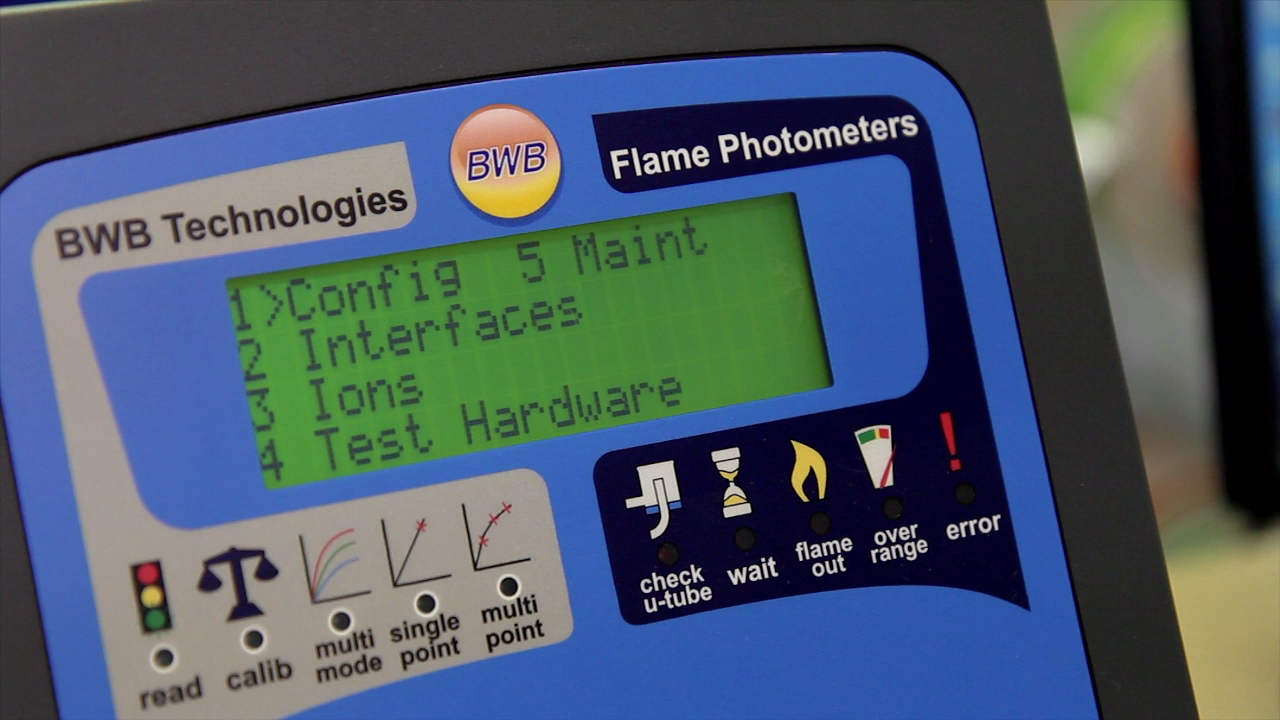 BWB Technologies
BWB
Flame Photometers
1>Config 5 Maint
2 Interfaces
3 Ions
4 Test Hardware
read
calib
multi
mode
single
point
multi
point
check
u-tube
wait
flame
out
over
range
error